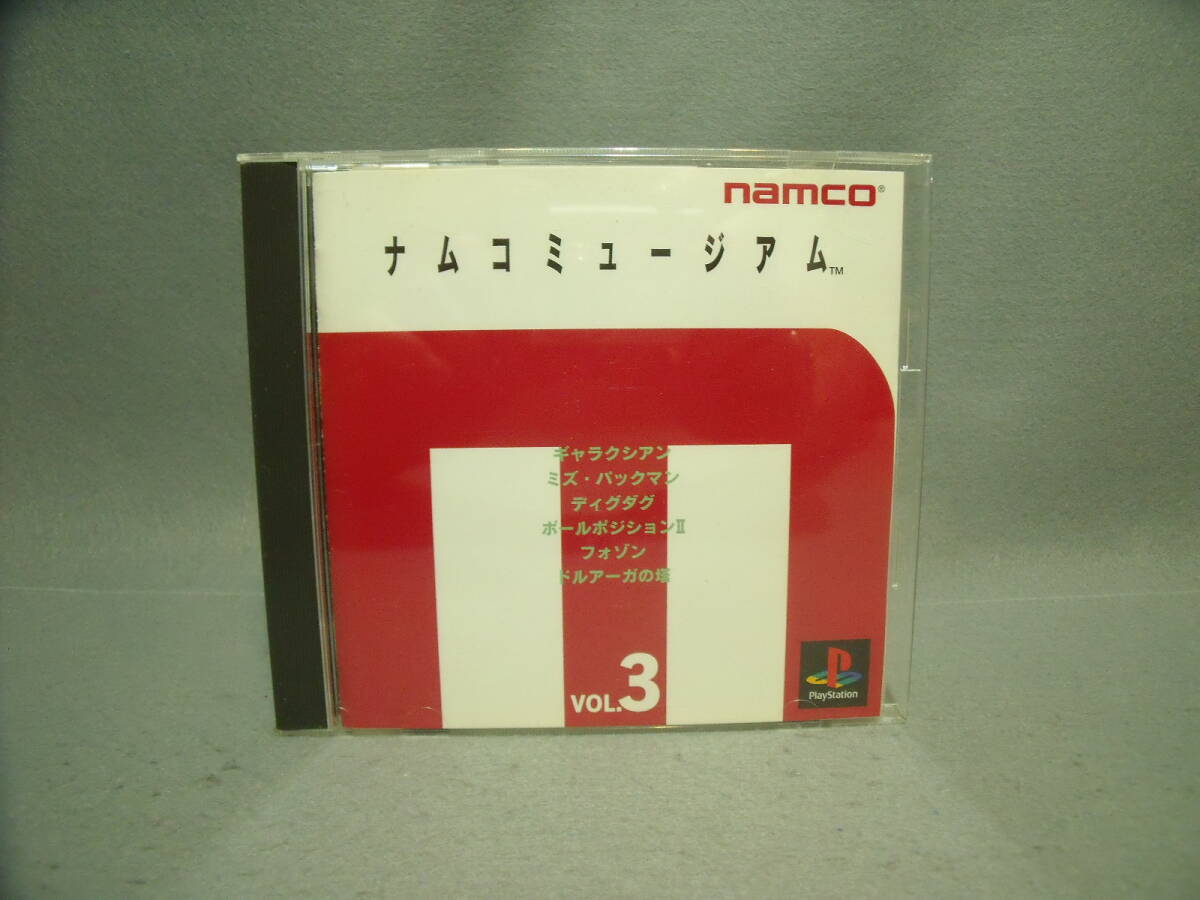 namco®
ナムコミュージアム™
ギャラクシアン
ミズ・パックマン
ディグダグ
ポールポジションⅡ
フォゾン
ドルアーガの塔
VOL.3
PlayStation